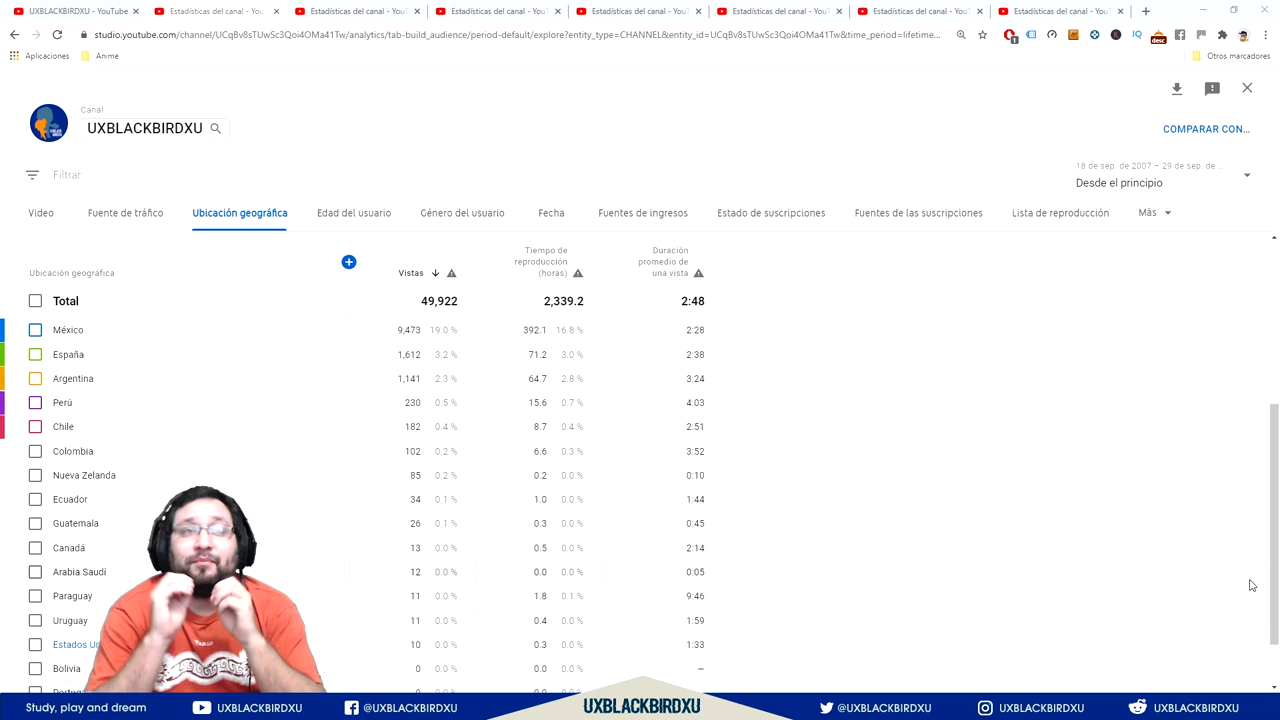 UXBLACKBIRDXU - YouTube
Estadísticas del canal - You
Estadísticas del canal - YouT
Estadísticas del canal - YouT
Estadísticas del canal - YouT
Estadísticas del canal - YouT
Estadísticas del canal - YouT
Estadísticas del canal - YouT
studio.youtube.com/channel/UCqBv8sTUwSc3Qoi4OMa41Tw/analytics/tab-build_audience/period-default/explore?entity_type=CHANNEL&entity_id=UCqBv8sTUwSc3Qoi4OMa41Tw&time_period=lifetime...
Aplicaciones Anime Otros marcadores
Canal
UXBLACKBIRDXU
COMPARAR CON...
18 de sep. de 2007 – 29 de sep. de ...
Desde el principio
Filtrar
Video Fuente de tráfico Ubicación geográfica Edad del usuario Género del usuario Fecha Fuentes de ingresos Estado de suscripciones Fuentes de las suscripciones Lista de reproducción Más
Ubicación geográfica
Vistas
Tiempo de
reproducción
(horas)
Duración
promedio de
una vista
Total 49,922 2,339.2 2:48
México 9,473 19.0 % 392.1 16.8 % 2:28
España 1,612 3.2 % 71.2 3.0 % 2:38
Argentina 1,141 2.3 % 64.7 2.8 % 3:24
Perú 230 0.5 % 15.6 0.7 % 4:03
Chile 182 0.4 % 8.7 0.4 % 2:51
Colombia 102 0.2 % 6.6 0.3 % 3:52
Nueva Zelanda 85 0.2 % 0.2 0.0 % 0:10
Ecuador 34 0.1 % 1.0 0.0 % 1:44
Guatemala 26 0.1 % 0.3 0.0 % 0:45
Canadá 13 0.0 % 0.5 0.0 % 2:14
Arabia Saudí 12 0.0 % 0.0 0.0 % 0:05
Paraguay 11 0.0 % 1.8 0.1 % 9:46
Uruguay 11 0.0 % 0.4 0.0 % 1:59
Estados Un 10 0.0 % 0.3 0.0 % 1:33
Bolivia 0 0.0 % 0.0 0.0 % –
Study, play and dream UXBLACKBIRDXU @UXBLACKBIRDXU UXBLACKBIRDXU @UXBLACKBIRDXU UXBLACKBIRDXU UXBLACKBIRDXU